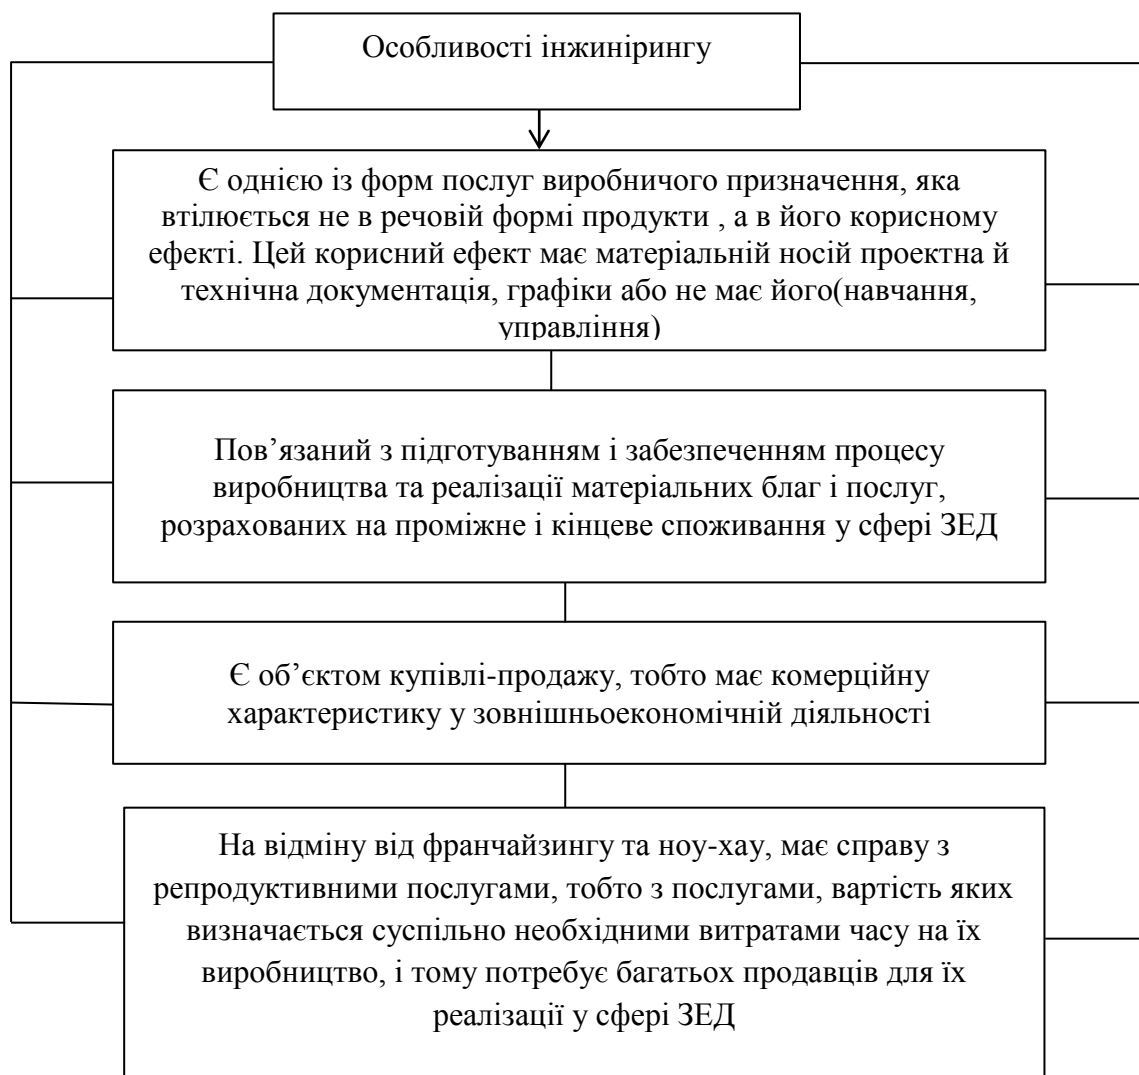 Особливості інжинірингу
Є однією із форм послуг виробничого призначення, яка
втілюється не в речовій формі продукти , а в його корисному
ефекті. Цей корисний ефект має матеріальній носій проектна й
технічна документація, графіки або не має його(навчання,
управління)
Пов’язаний з підготуванням і забезпеченням процесу
виробництва та реалізації матеріальних благ і послуг,
розрахованих на проміжне і кінцеве споживання у сфері ЗЕД
Є об’єктом купівлі-продажу, тобто має комерційну
характеристику у зовнішньоекономічній діяльності
На відміну від франчайзингу та ноу-хау, має справу з
репродуктивними послугами, тобто з послугами, вартість яких
визначається суспільно необхідними витратами часу на їх
виробництво, і тому потребує багатьох продавців для їх
реалізації у сфері ЗЕД